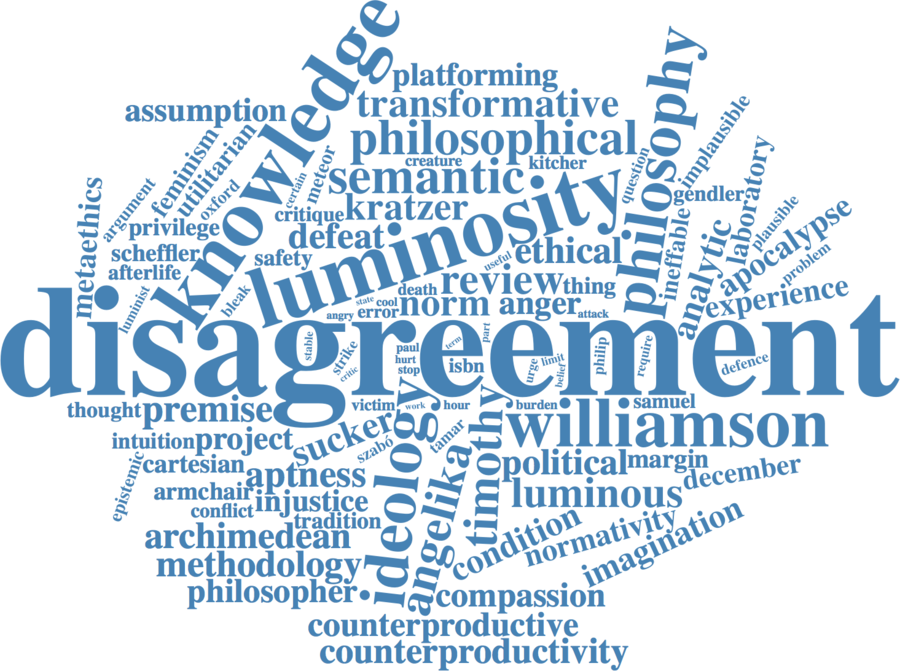 knowledge
platforming
assumption
transformative
philosophy
philosophical
feminism
utilitarian
meteor
creature
kitcher
question
implausible
argument
oxford
certain
semantic
gendler
laboratory
metaethics
privilege
critique
kratzer
luminosity
ineffable
analytic
plausible
apocalypse
scheffler
defeat
ethical
afterlife
safety
useful
problem
luminist
bleak
death
review
thing
experience
state
cool
angry
error
norm
anger
attack
disagreement
stable
strike
critic
paul
hurt
stop
term
part
isbn
urge
limit
belief
philip
require
defence
thought
premise
victim
work
hour
burden
samuel
intuition
project
sucker
szabó
tamar
williamson
epistemic
cartesian
aptness
ideology
timothy
political
margin
december
armchair
injustice
conflict
tradition
angelika
luminous
archimedean
condition
normativity
imagination
methodology
philosopher
compassion
counterproductive
counterproductivity